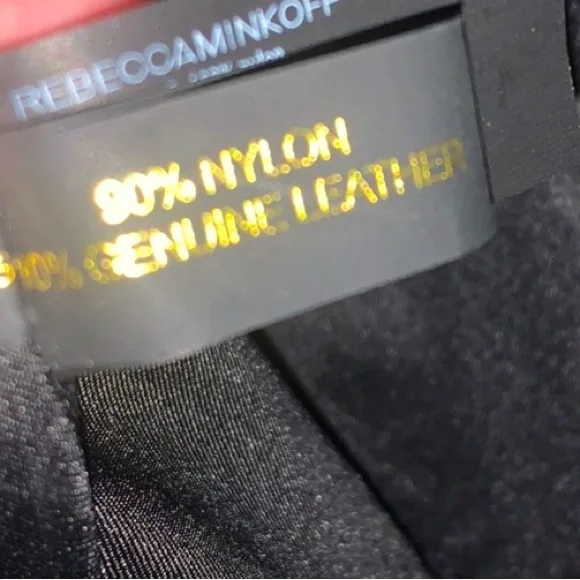 REBECCAMINKOFF
90% NYLON
10% GENUINE LEATHER